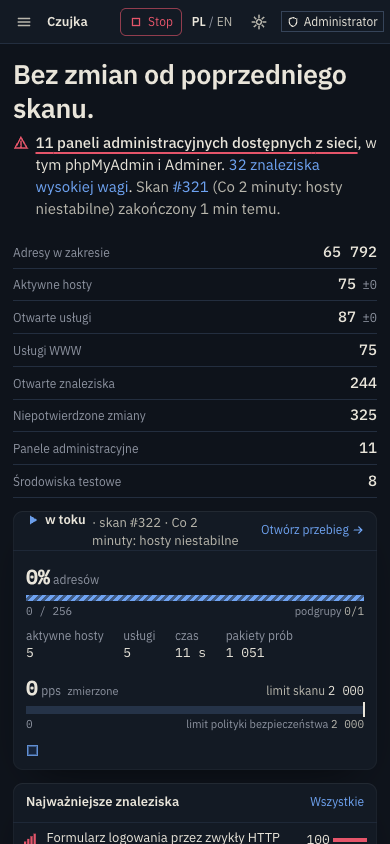 Czujka
Stop
PL / EN
Administrator
Bez zmian od poprzedniego
skanu.
11 paneli administracyjnych dostępnych z sieci, w
tym phpMyAdmin i Adminer. 32 znaleziska
wysokiej wagi. Skan #321 (Co 2 minuty: hosty
niestabilne) zakończony 1 min temu.
Adresy w zakresie 65 792
Aktywne hosty 75 ±0
Otwarte usługi 87 ±0
Usługi WWW 75
Otwarte znaleziska 244
Niepotwierdzone zmiany 325
Panele administracyjne 11
Środowiska testowe 8
w toku · skan #322 · Co 2
minuty: hosty niestabilne
Otwórz przebieg →
0% adresów
0 / 256 podgrupy 0/1
aktywne hosty usługi czas pakiety prób
5 5 11 s 1 051
0 pps zmierzone limit skanu 2 000
0 limit polityki bezpieczeństwa 2 000
Najważniejsze znaleziska Wszystkie
Formularz logowania przez zwykły HTTP 100